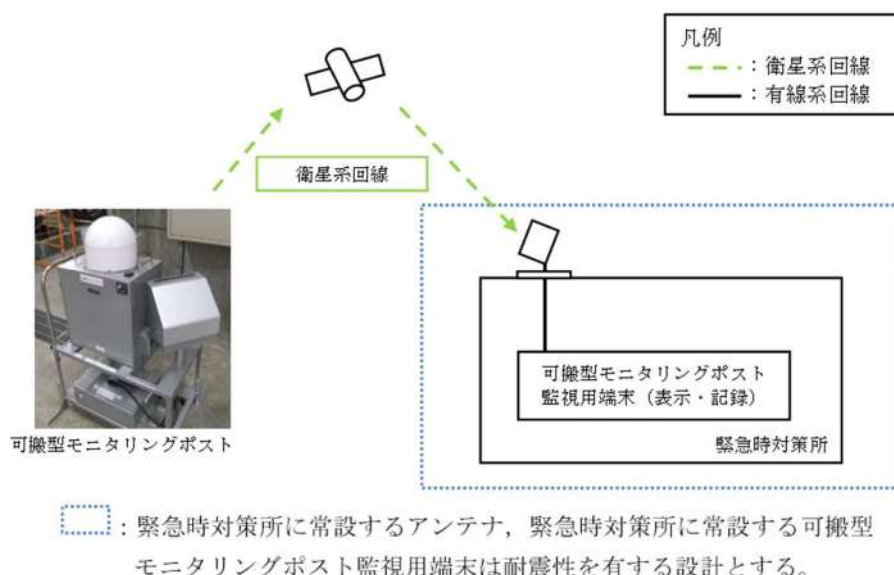 凡例
：衛星系回線
：有線系回線
衛星系回線
可搬型モニタリングポスト
監視用端末（表示・記録）
緊急時対策所
可搬型モニタリングポスト
：緊急時対策所に常設するアンテナ，緊急時対策所に常設する可搬型
モニタリングポスト監視用端末は耐震性を有する設計とする。